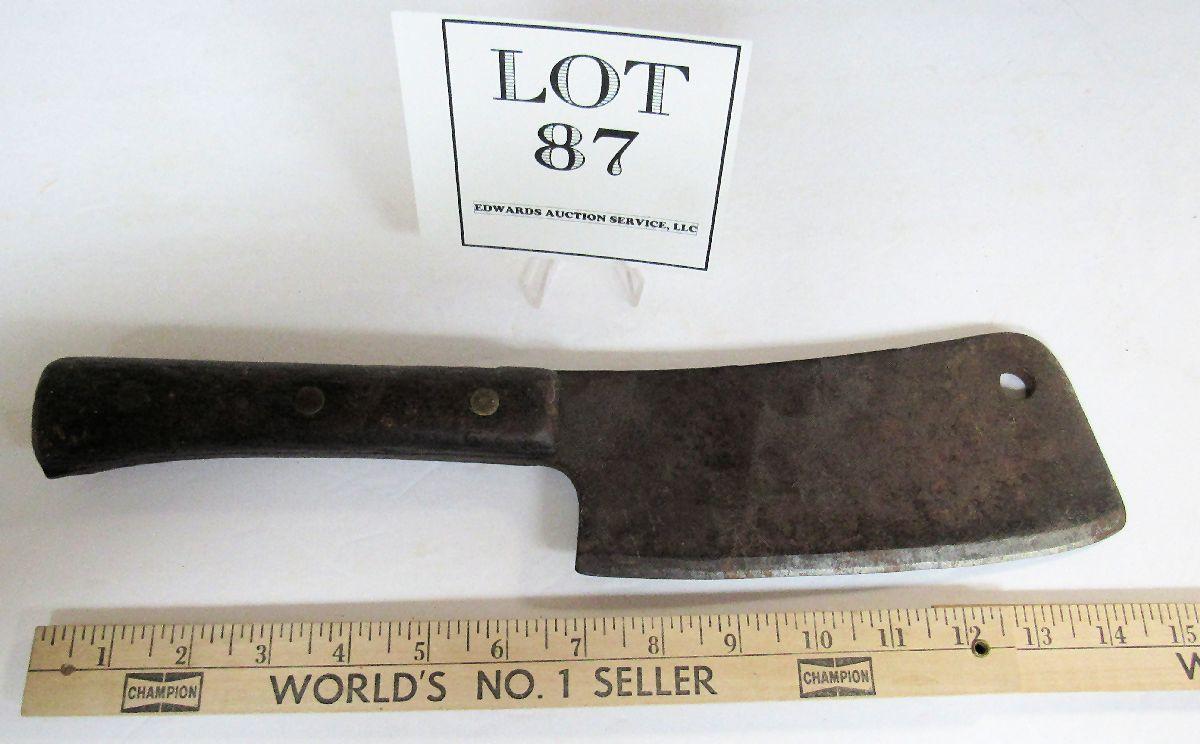 LOT
87
EDWARDS AUCTION SERVICE, LLC
1 2 3 4 5 6 7 8 9 10 11 12 13 14 15
CHAMPION WORLD'S NO. 1 SELLER CHAMPION W